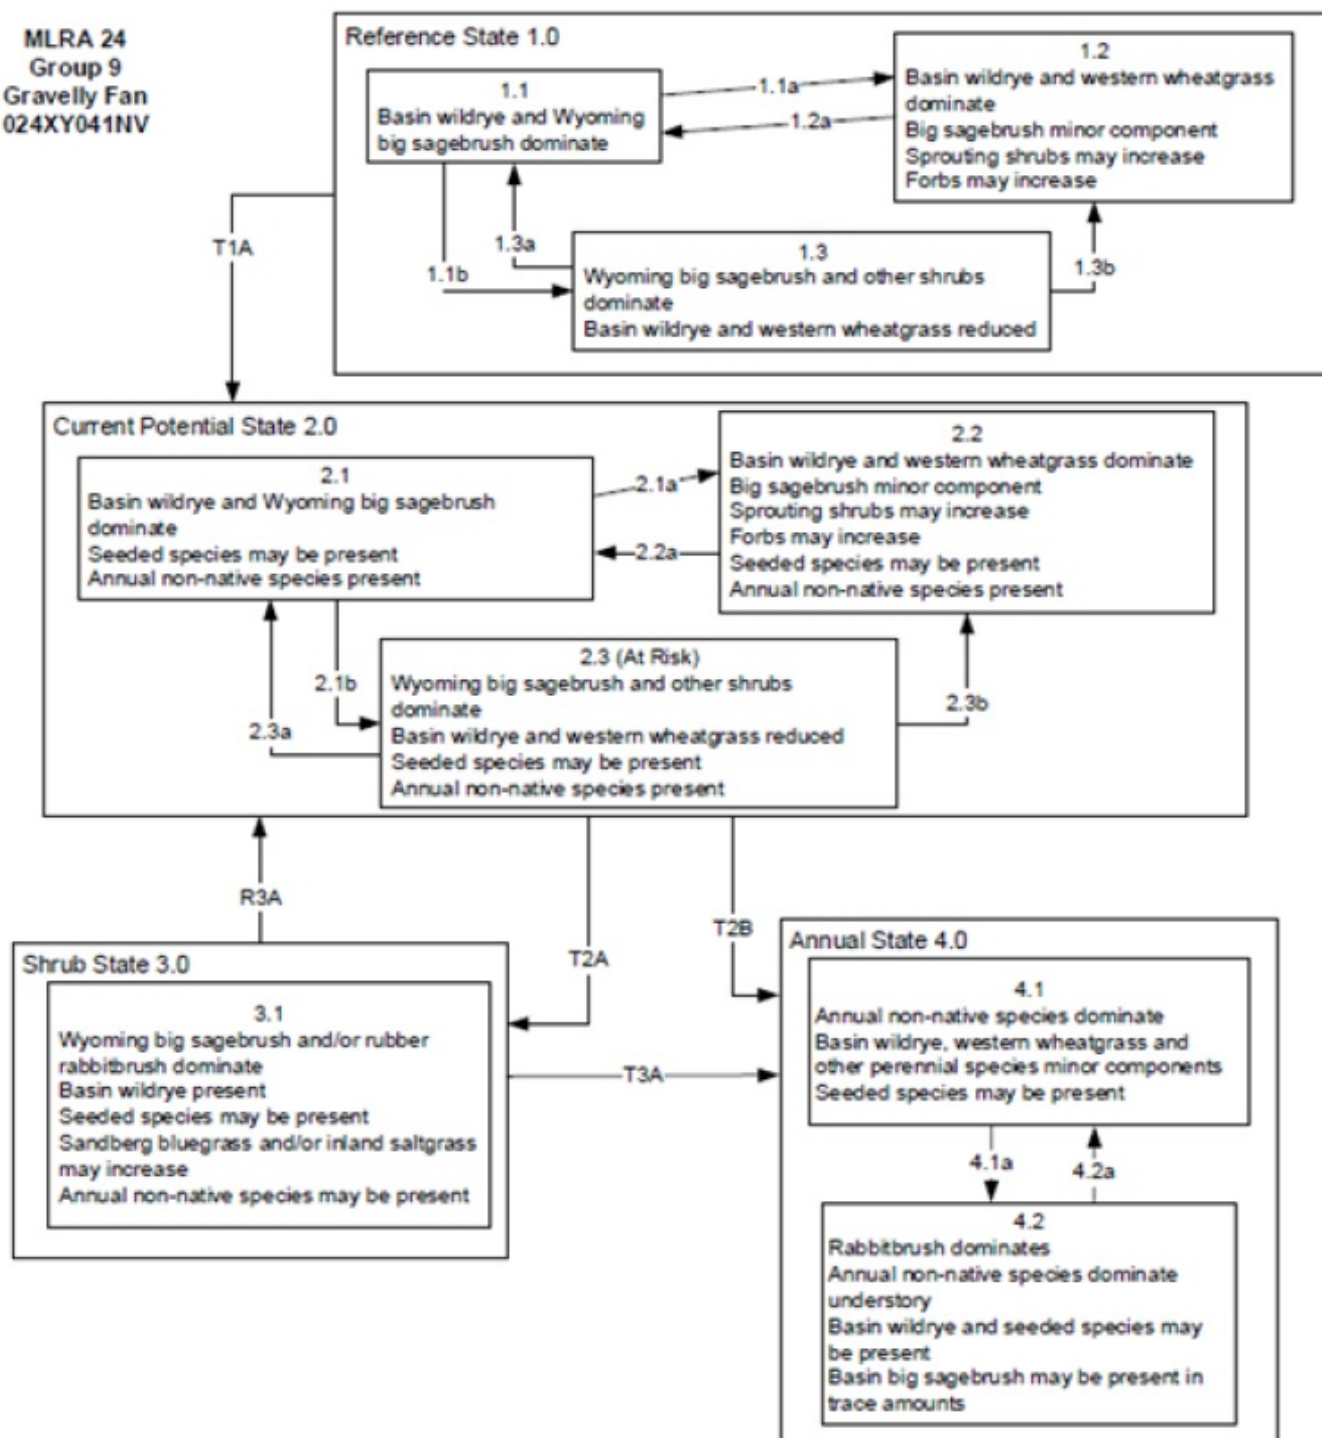 MLRA 24
Group 9
Gravelly Fan
024XY041NV
Reference State 1.0
1.1
Basin wildrye and Wyoming
big sagebrush dominate
1.1a
1.2a
1.2
Basin wildrye and western wheatgrass
dominate
Big sagebrush minor component
Sprouting shrubs may increase
Forbs may increase
T1A
1.1b
1.3a
1.3
Wyoming big sagebrush and other shrubs
dominate
Basin wildrye and western wheatgrass reduced
1.3b
Current Potential State 2.0
2.1
Basin wildrye and Wyoming big sagebrush
dominate
Seeded species may be present
Annual non-native species present
2.1a
2.2a
2.2
Basin wildrye and western wheatgrass dominate
Big sagebrush minor component
Sprouting shrubs may increase
Forbs may increase
Seeded species may be present
Annual non-native species present
2.1b
2.3a
2.3 (At Risk)
Wyoming big sagebrush and other shrubs
dominate
Basin wildrye and western wheatgrass reduced
Seeded species may be present
Annual non-native species present
2.3b
R3A
T2A
T2B
Shrub State 3.0
3.1
Wyoming big sagebrush and/or rubber
rabbitbrush dominate
Basin wildrye present
Seeded species may be present
Sandberg bluegrass and/or inland saltgrass
may increase
Annual non-native species may be present
T3A
Annual State 4.0
4.1
Annual non-native species dominate
Basin wildrye, western wheatgrass and
other perennial species minor components
Seeded species may be present
4.1a
4.2a
4.2
Rabbitbrush dominates
Annual non-native species dominate
understory
Basin wildrye and seeded species may
be present
Basin big sagebrush may be present in
trace amounts